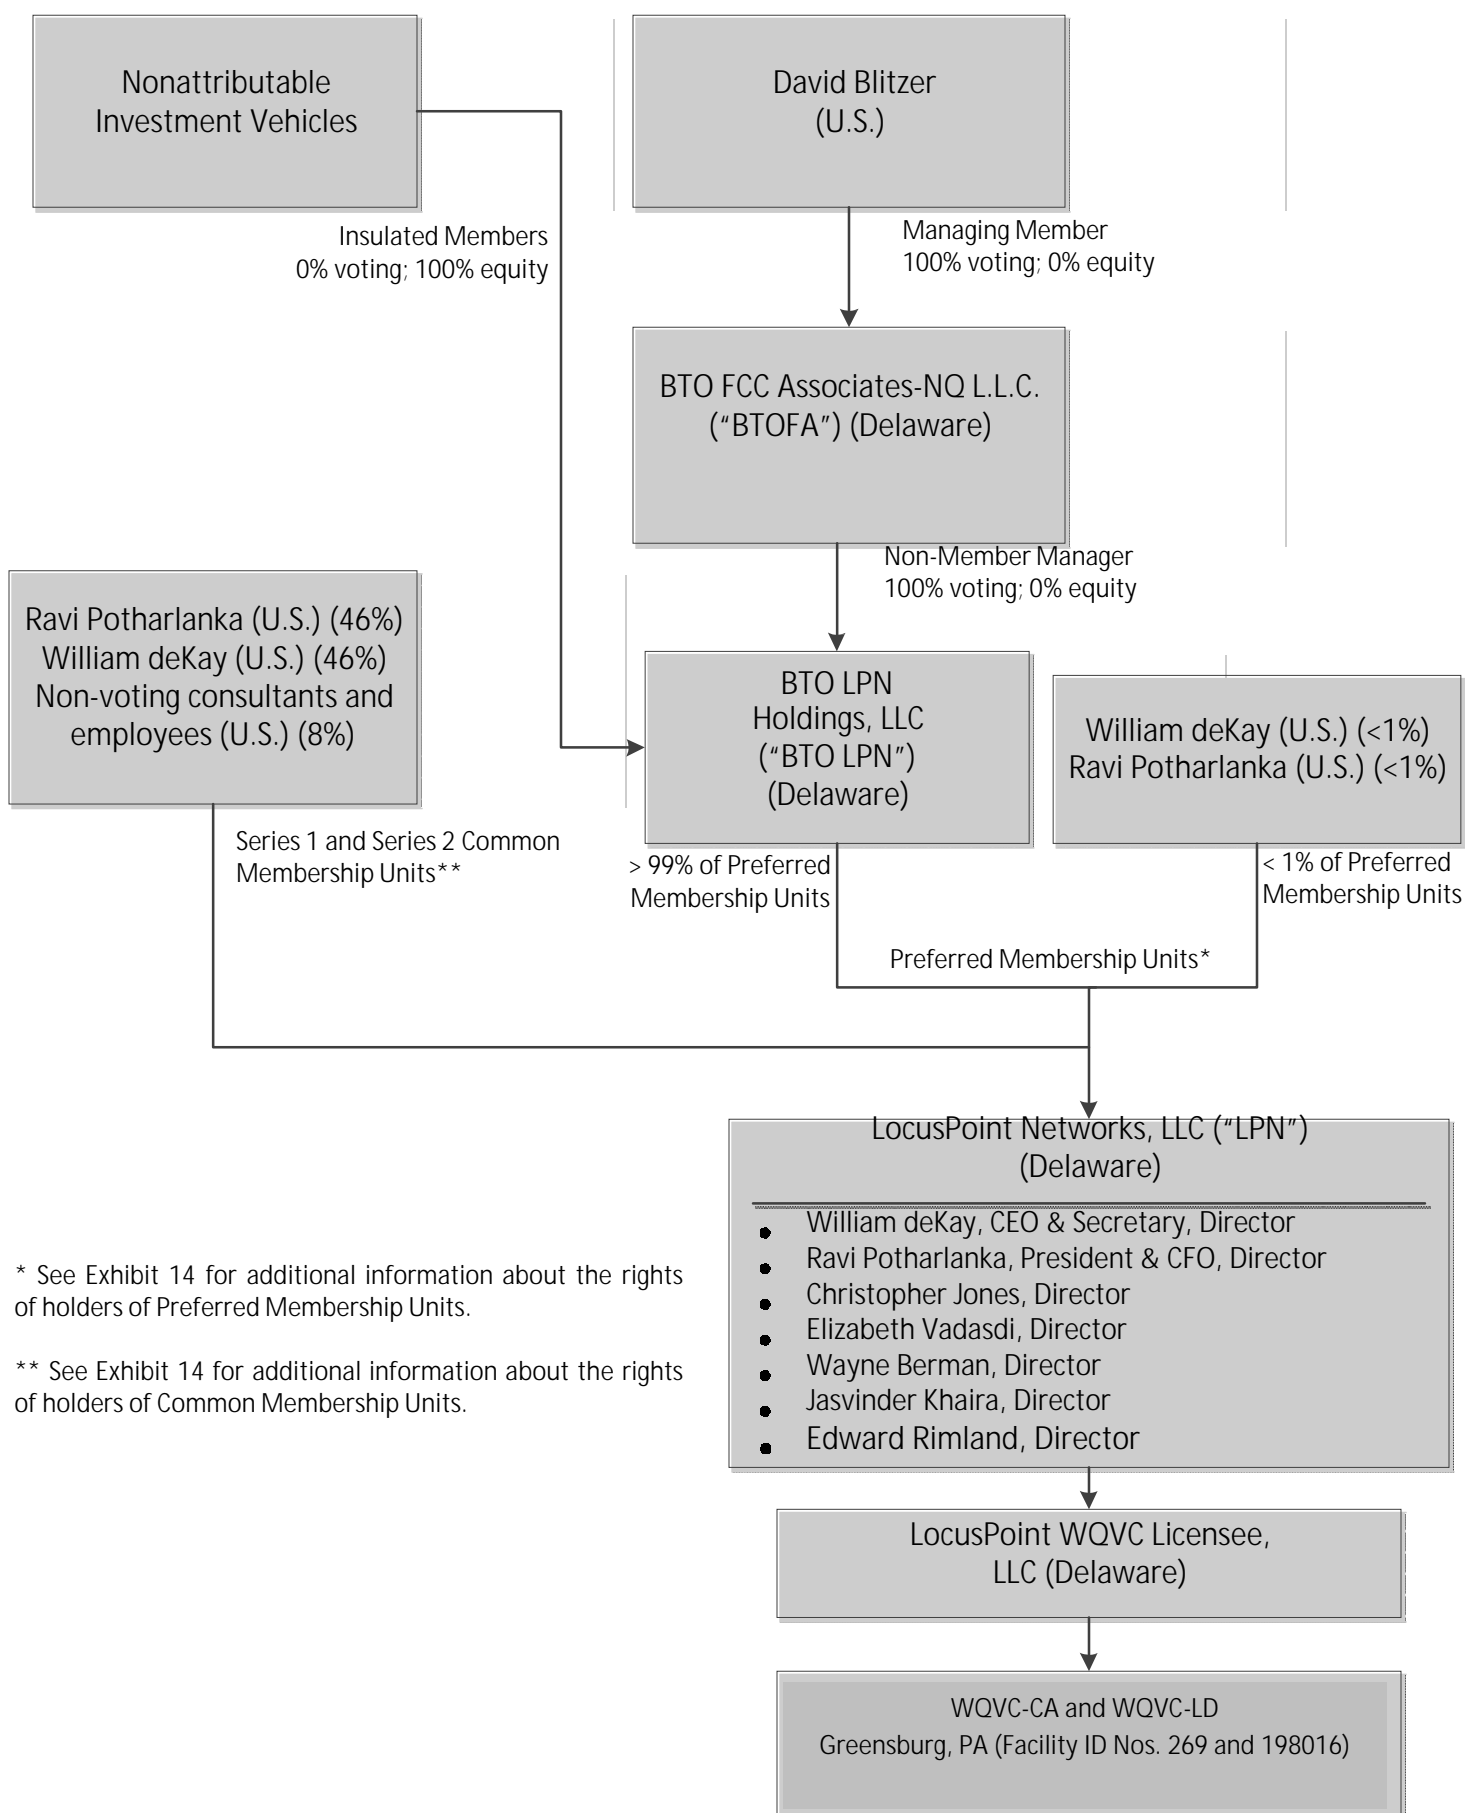 Nonattributable
Investment Vehicles
David Blitzer
(U.S.)
Insulated Members
0% voting; 100% equity
Managing Member
100% voting; 0% equity
BTO FCC Associates-NQ L.L.C.
("BTOFA") (Delaware)
Non-Member Manager
100% voting; 0% equity
Ravi Potharlanka (U.S.) (46%)
William deKay (U.S.) (46%)
Non-voting consultants and
employees (U.S.) (8%)
BTO LPN
Holdings, LLC
("BTO LPN")
(Delaware)
William deKay (U.S.) (<1%)
Ravi Potharlanka (U.S.) (<1%)
Series 1 and Series 2 Common
Membership Units**
> 99% of Preferred
Membership Units
< 1% of Preferred
Membership Units
Preferred Membership Units*
LocusPoint Networks, LLC ("LPN")
(Delaware)
• William deKay, CEO & Secretary, Director
• Ravi Potharlanka, President & CFO, Director
• Christopher Jones, Director
• Elizabeth Vadasdi, Director
• Wayne Berman, Director
• Jasvinder Khaira, Director
• Edward Rimland, Director
* See Exhibit 14 for additional information about the rights
of holders of Preferred Membership Units.
** See Exhibit 14 for additional information about the rights
of holders of Common Membership Units.
LocusPoint WQVC Licensee,
LLC (Delaware)
WQVC-CA and WQVC-LD
Greensburg, PA (Facility ID Nos. 269 and 198016)